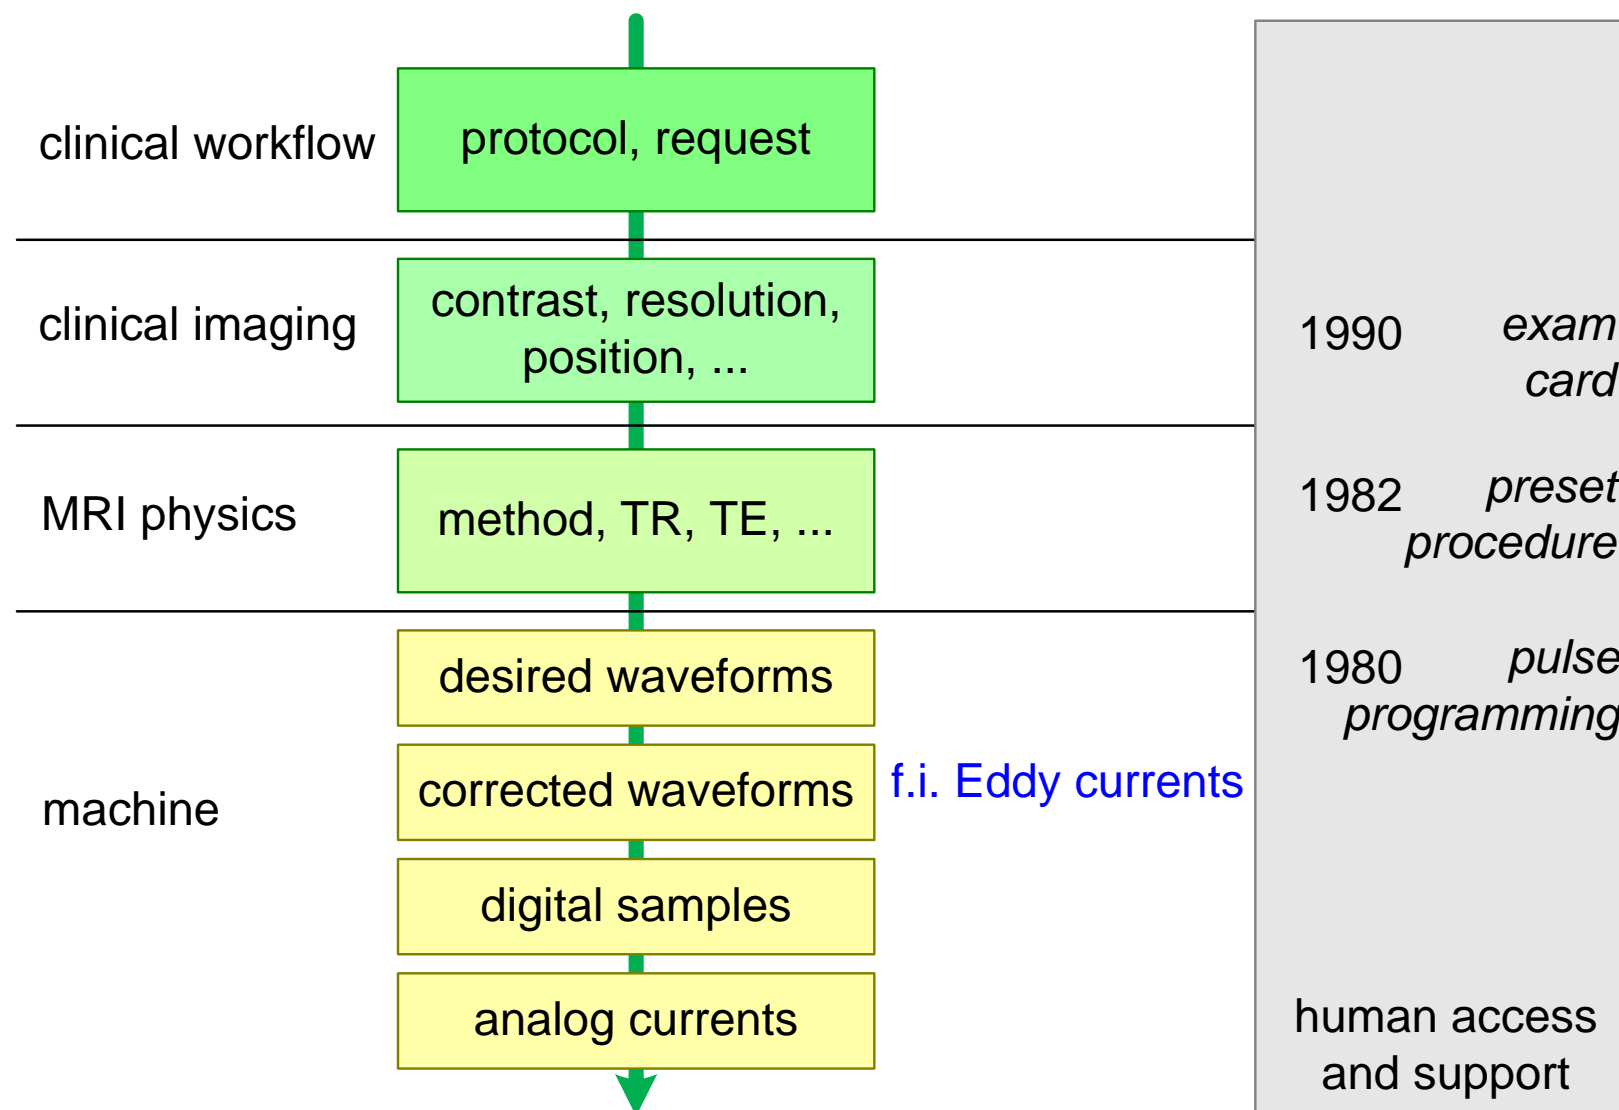 clinical workflow
protocol, request
clinical imaging
contrast, resolution,
position, ...
1990
exam
card
MRI physics
method, TR, TE, ...
1982
preset
procedure
machine
desired waveforms
1980
pulse
programming
corrected waveforms
f.i. Eddy currents
digital samples
analog currents
human access
and support